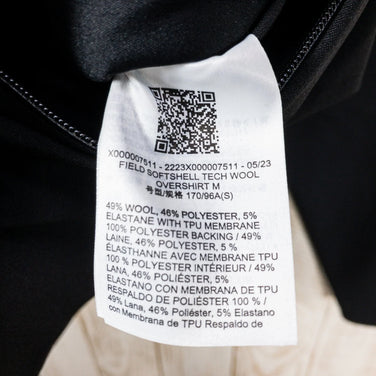 X000007511 - 2223X000007511 - 05/23
FIELD SOFTSHELL TECH WOOL
OVERSHIRT M
号型/规格 170/96A(S)
49% WOOL, 46% POLYESTER, 5%
ELASTANE WITH TPU MEMBRANE
100% POLYESTER BACKING / 49%
LAINE, 46% POLYESTER, 5 %
ÉLASTHANNE AVEC MEMBRANE TPU
100 % POLYESTER INTÉRIEUR / 49%
LANA, 46% POLIÉSTER, 5%
ELASTANO CON MEMBRANA DE TPU
RESPALDO DE POLIÉSTER 100 % /
49% Lana, 46% Poliéster, 5% Elastano
con Membrana de TPU Respaldo de